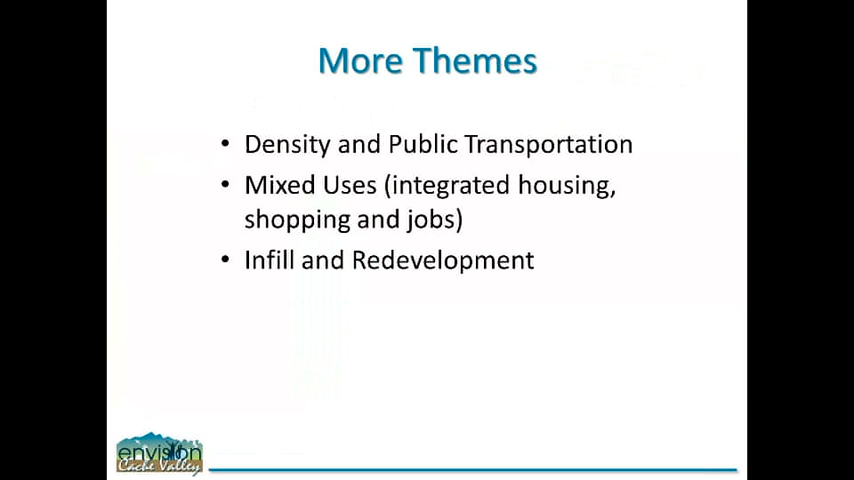 More Themes
• Density and Public Transportation
• Mixed Uses (integrated housing,
shopping and jobs)
• Infill and Redevelopment
envision
Cache Valley